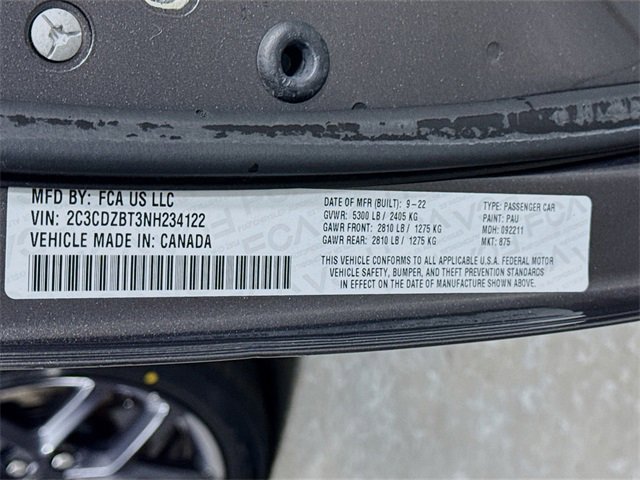 MFD BY: FCA US LLC
VIN: 2C3CDZBT3NH234122
VEHICLE MADE IN: CANADA
DATE OF MFR (BUILT): 9-22
GVWR: 5300 LB / 2405 KG
GAWR FRONT: 2810 LB / 1275 KG
GAWR REAR: 2810 LB / 1275 KG
TYPE: PASSENGER CAR
PAINT: PAU
MDH: 092211
MKT: 875
THIS VEHICLE CONFORMS TO ALL APPLICABLE U.S.A. FEDERAL MOTOR
VEHICLE SAFETY, BUMPER, AND THEFT PREVENTION STANDARDS
IN EFFECT ON THE DATE OF MANUFACTURE SHOWN ABOVE.